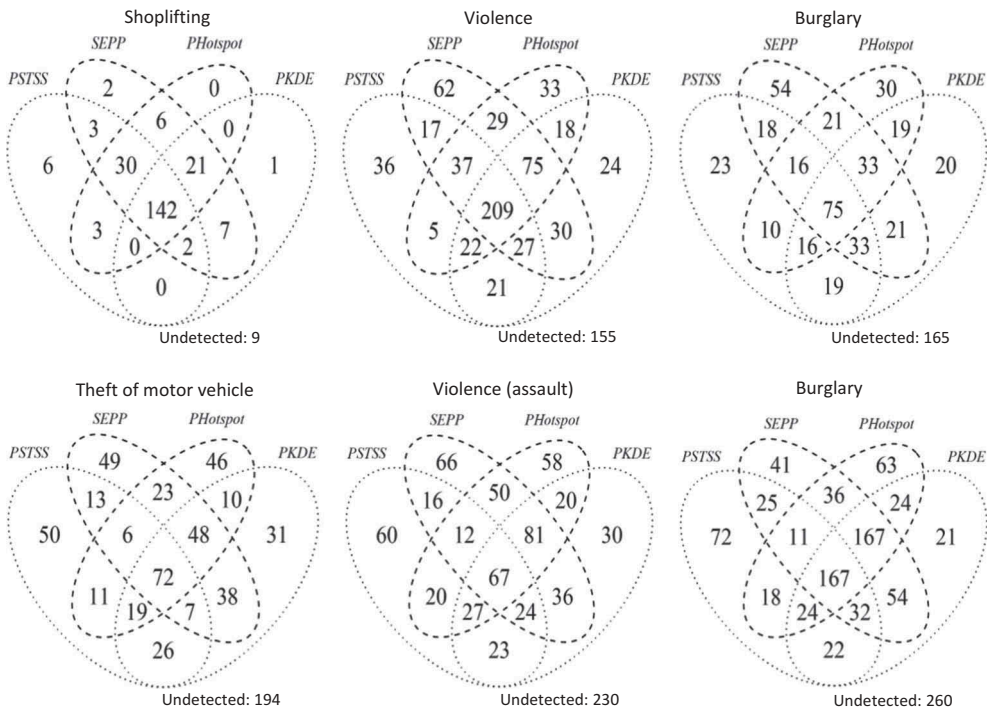 Shoplifting Violence Burglary
SEPP PHotspot SEPP PHotspot SEPP PHotspot
PSTSS PKDE PSTSS PKDE PSTSS PKDE
2 0 62 33 54 30
3 6 0 17 29 18 18 21 19
6 30 21 1 36 37 75 24 23 16 33 20
142 209 75
3 7 5 30 10 21
0 2 22 27 16 33
0 21 19
Undetected: 9 Undetected: 155 Undetected: 165
Theft of motor vehicle Violence (assault) Burglary
SEPP PHotspot SEPP PHotspot SEPP PHotspot
PSTSS PKDE PSTSS PKDE PSTSS PKDE
49 46 66 58 41 63
13 23 10 16 50 20 25 36 24
50 6 48 31 60 12 81 30 72 11 167 21
72 67 167
11 38 20 36 18 54
19 7 27 24 24 32
26 23 22
Undetected: 194 Undetected: 230 Undetected: 260